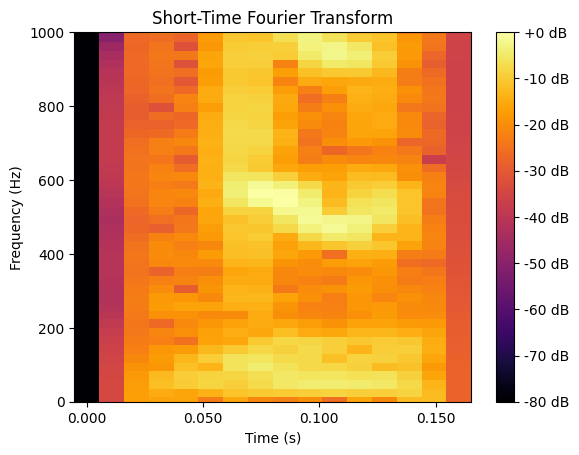 Short-Time Fourier Transform
1000
800
600
400
200
0
Frequency (Hz)
0.000
0.050
0.100
0.150
Time (s)
+0 dB
-10 dB
-20 dB
-30 dB
-40 dB
-50 dB
-60 dB
-70 dB
-80 dB